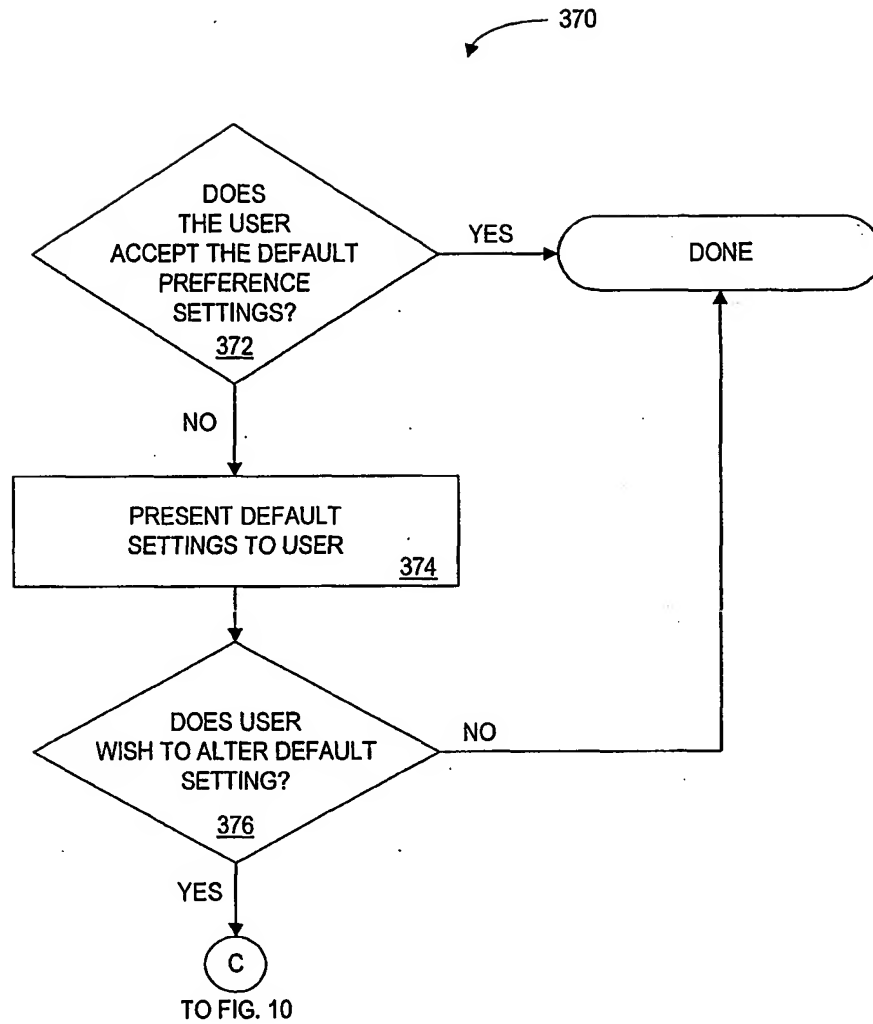 370
DOES
THE USER
ACCEPT THE DEFAULT
PREFERENCE
SETTINGS?
372
YES
DONE
NO
PRESENT DEFAULT
SETTINGS TO USER
374
DOES USER
WISH TO ALTER DEFAULT
SETTING?
376
NO
YES
C
TO FIG. 10